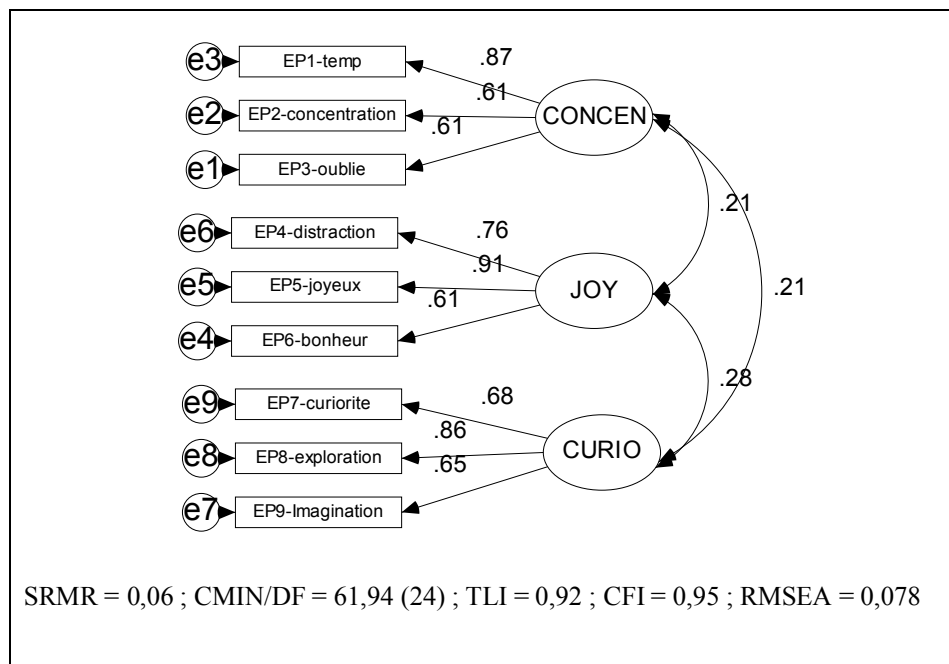 e3 EP1-temp .87
.61
e2 EP2-concentration CONCEN
.61
e1 EP3-oublie
.21
e6 EP4-distraction .76
.91
e5 EP5-joyeux JOY .21
.61
e4 EP6-bonheur
.28
e9 EP7-curiorite .68
.86
e8 EP8-exploration CURIO
.65
e7 EP9-Imagination
SRMR = 0,06 ; CMIN/DF = 61,94 (24) ; TLI = 0,92 ; CFI = 0,95 ; RMSEA = 0,078